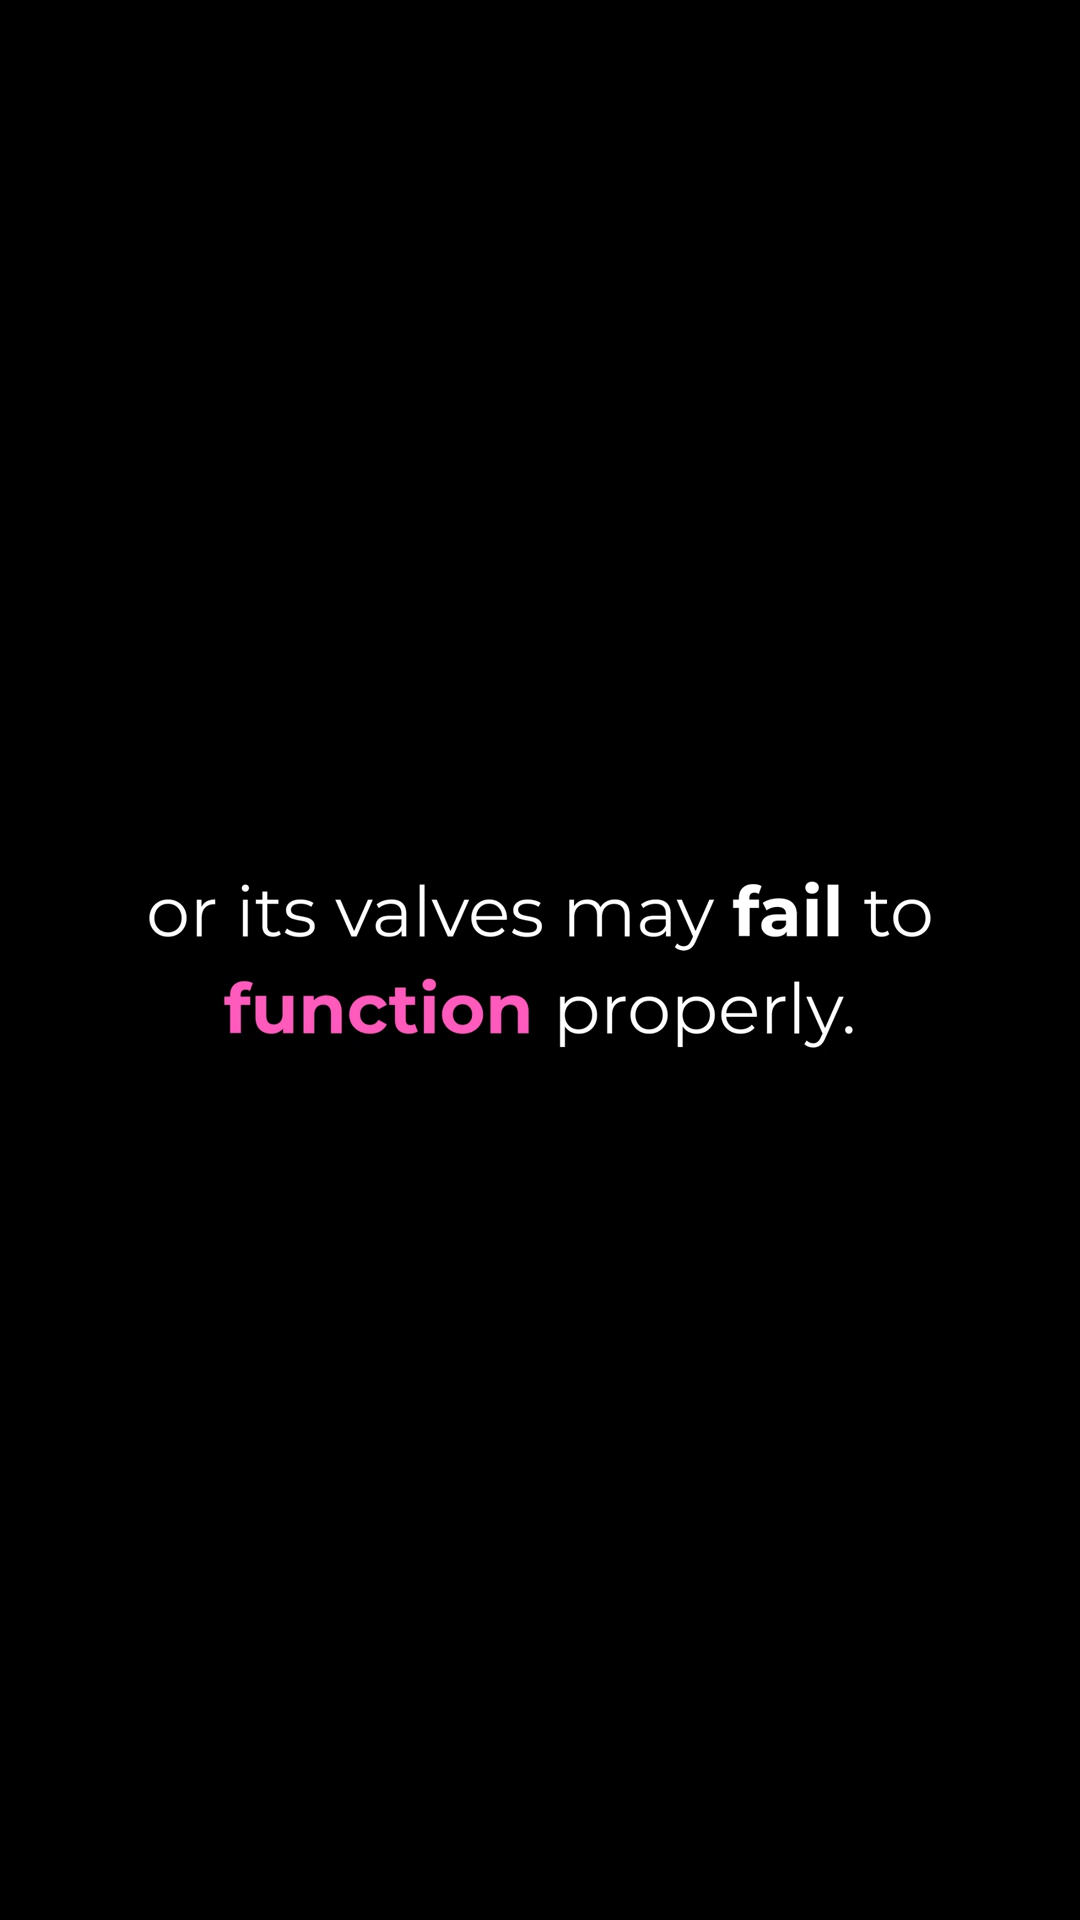 or its valves may fail to
function properly.